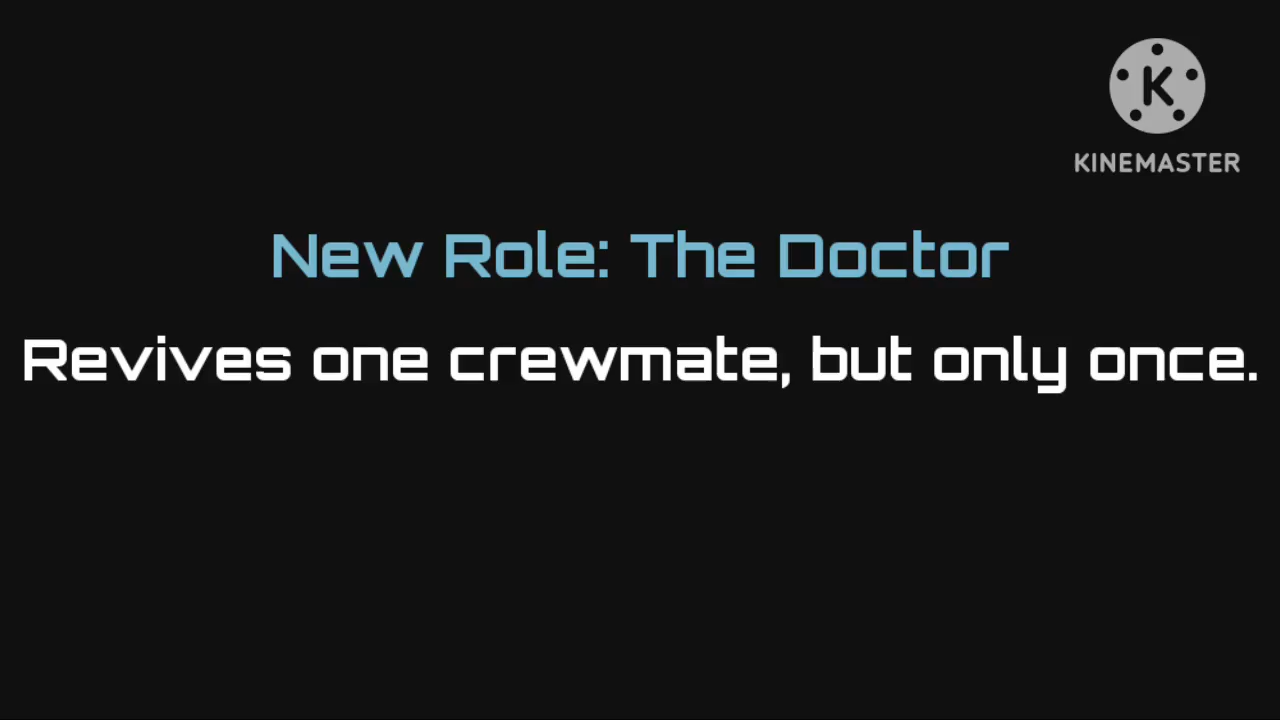 K
KINEMASTER
New Role: The Doctor
Revives one crewmate, but only once.